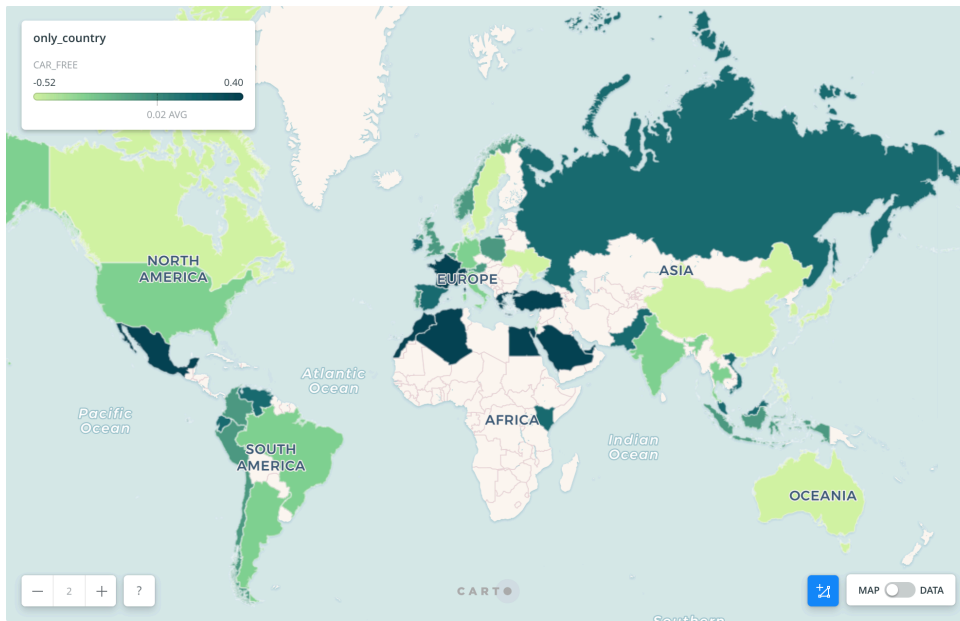 only_country
CAR_FREE
-0.52 0.40
0.02 AVG
NORTH
AMERICA
EUROPE
ASIA
Atlantic
Ocean
Pacific
Ocean
AFRICA
Indian
Ocean
SOUTH
AMERICA
OCEANIA
− 2 + ?
CARTO
MAP DATA
Southern